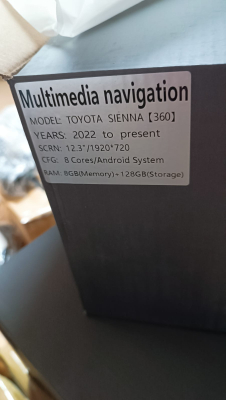 Multimedia navigation
MODEL: TOYOTA SIENNA【360】
YEARS: 2022 to present
SCRN: 12.3"/1920*720
CFG: 8 Cores/Android System
RAM: 8GB(Memory)+128GB(Storage)